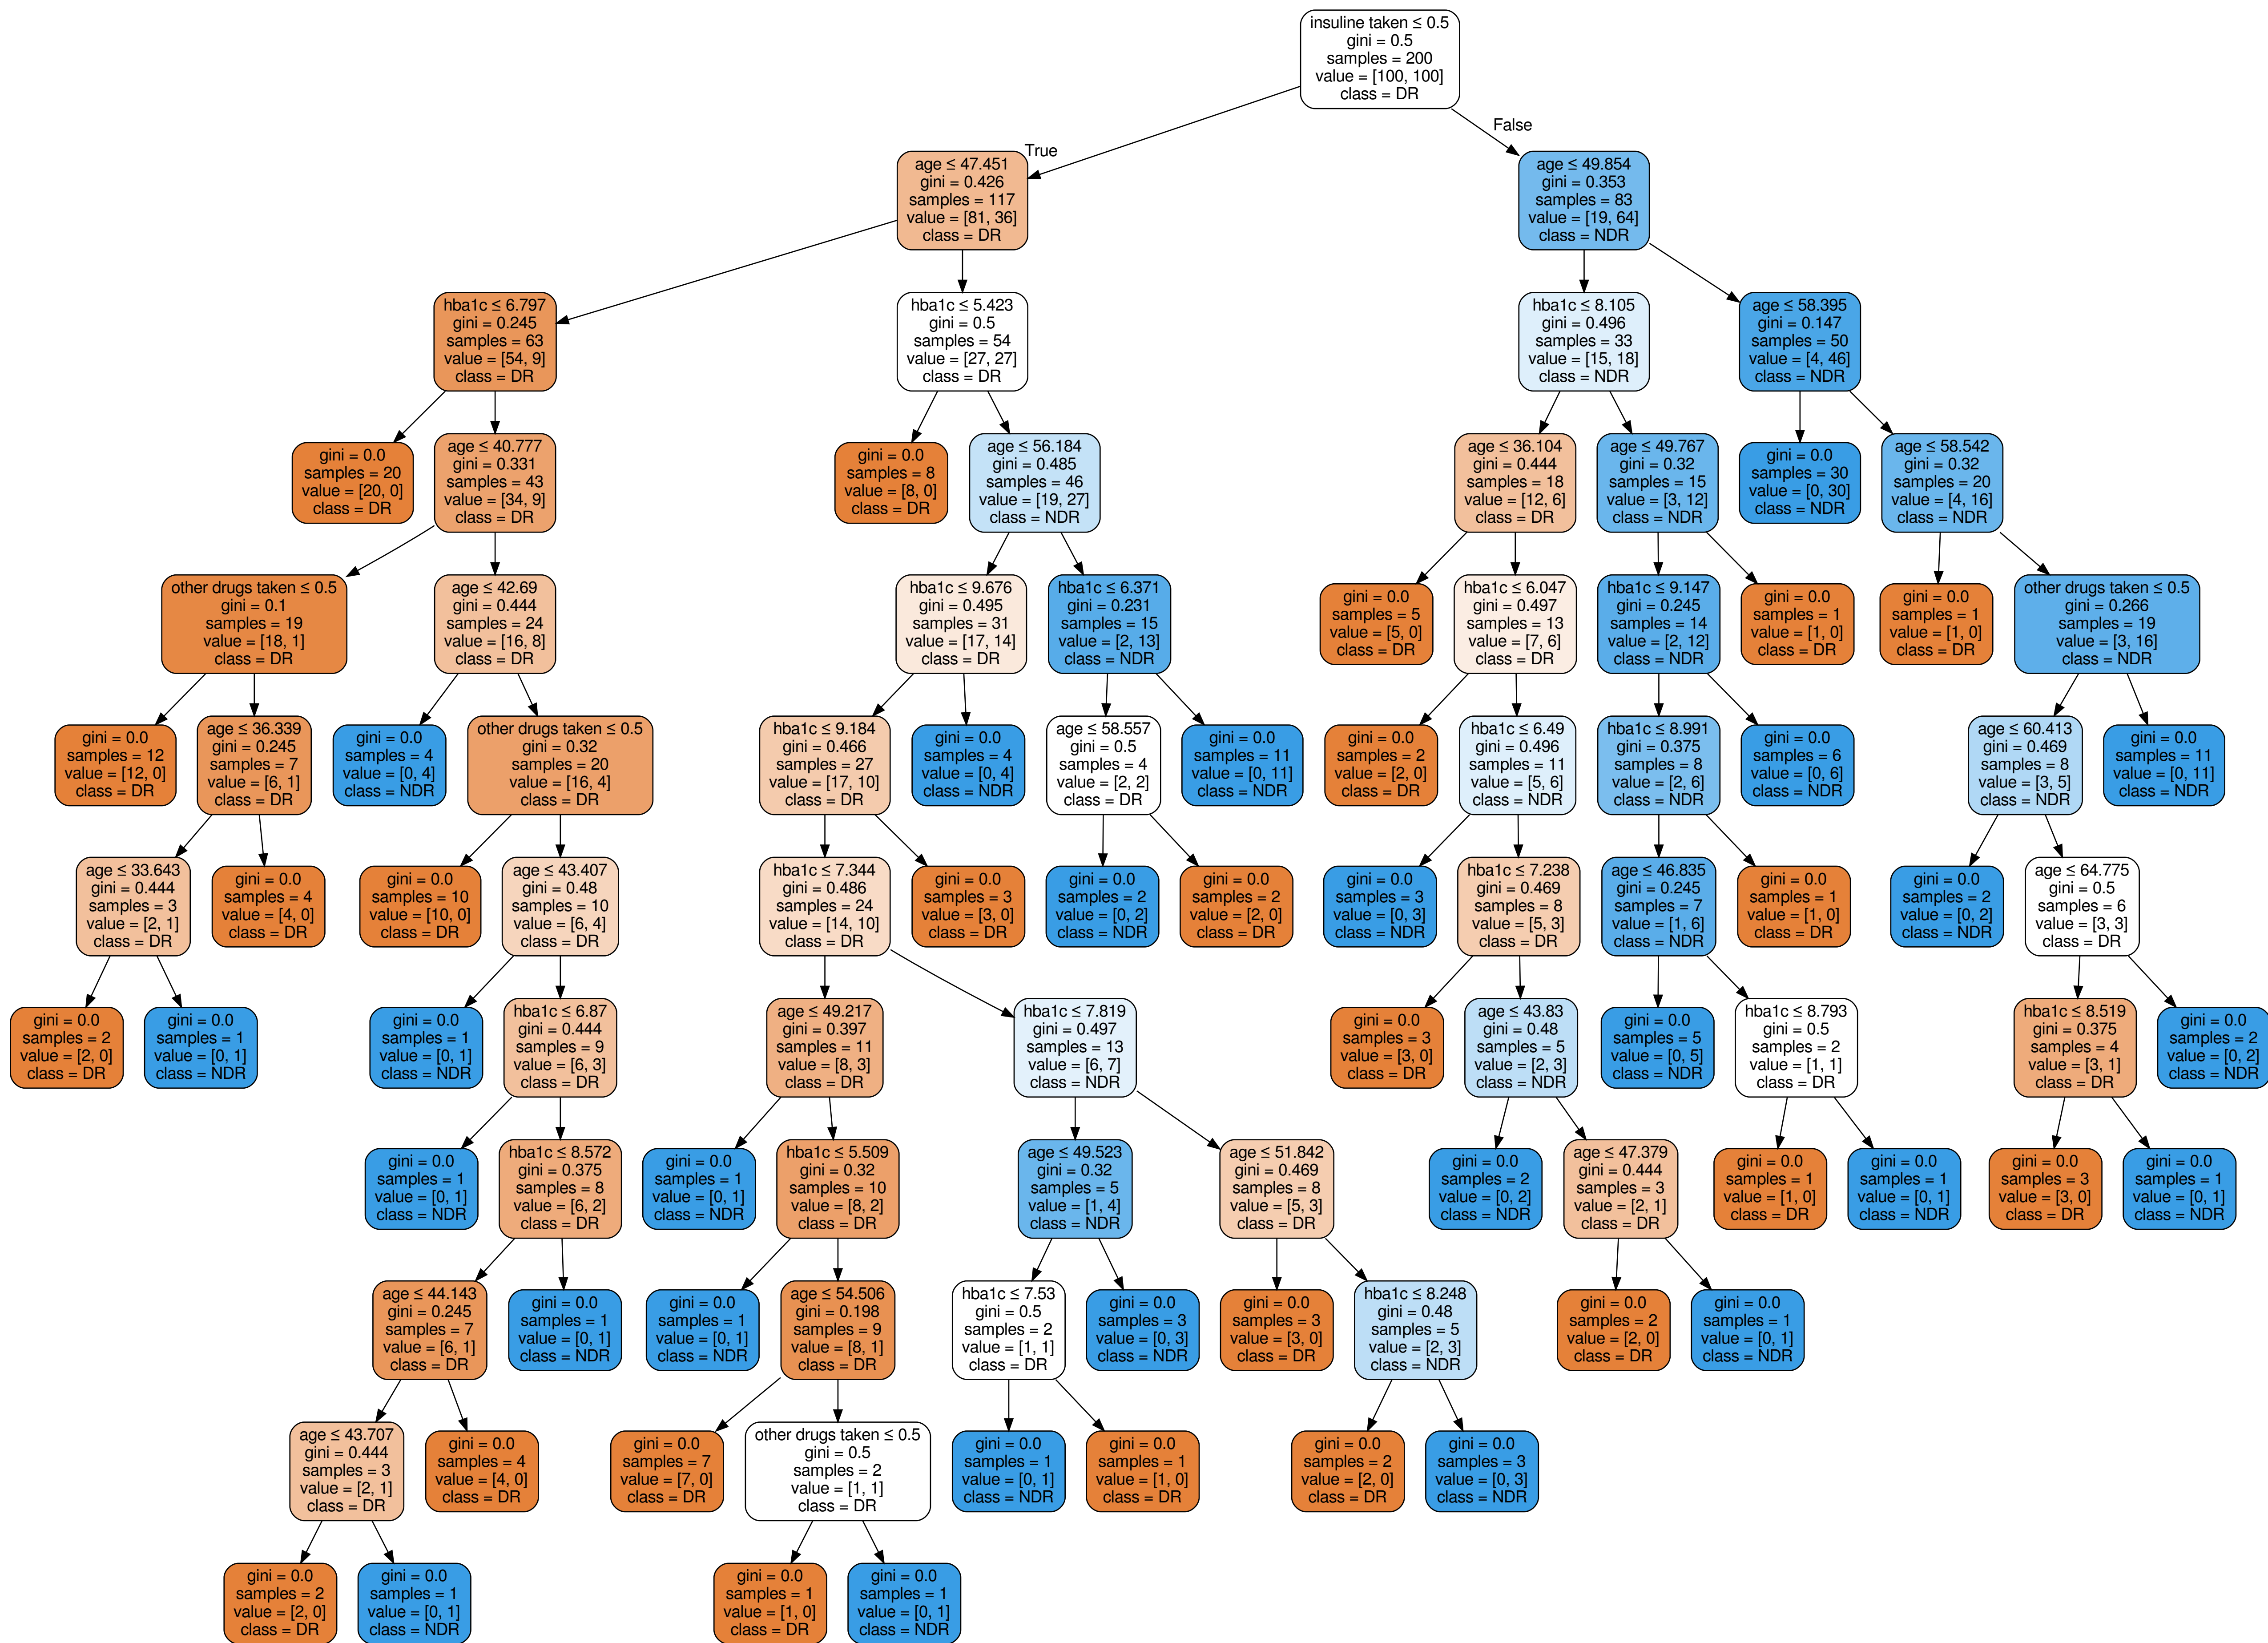 insuline taken ≤ 0.5
gini = 0.5
samples = 200
value = [100, 100]
class = DR
True
False
age ≤ 47.451
gini = 0.426
samples = 117
value = [81, 36]
class = DR
age ≤ 49.854
gini = 0.353
samples = 83
value = [19, 64]
class = NDR
hba1c ≤ 6.797
gini = 0.245
samples = 63
value = [54, 9]
class = DR
hba1c ≤ 5.423
gini = 0.5
samples = 54
value = [27, 27]
class = DR
hba1c ≤ 8.105
gini = 0.496
samples = 33
value = [15, 18]
class = NDR
age ≤ 58.395
gini = 0.147
samples = 50
value = [4, 46]
class = NDR
gini = 0.0
samples = 20
value = [20, 0]
class = DR
age ≤ 40.777
gini = 0.331
samples = 43
value = [34, 9]
class = DR
gini = 0.0
samples = 8
value = [8, 0]
class = DR
age ≤ 56.184
gini = 0.485
samples = 46
value = [19, 27]
class = NDR
age ≤ 36.104
gini = 0.444
samples = 18
value = [12, 6]
class = DR
age ≤ 49.767
gini = 0.32
samples = 15
value = [3, 12]
class = NDR
gini = 0.0
samples = 30
value = [0, 30]
class = NDR
age ≤ 58.542
gini = 0.32
samples = 20
value = [4, 16]
class = NDR
other drugs taken ≤ 0.5
gini = 0.1
samples = 19
value = [18, 1]
class = DR
age ≤ 42.69
gini = 0.444
samples = 24
value = [16, 8]
class = DR
hba1c ≤ 9.676
gini = 0.495
samples = 31
value = [17, 14]
class = DR
hba1c ≤ 6.371
gini = 0.231
samples = 15
value = [2, 13]
class = NDR
gini = 0.0
samples = 5
value = [5, 0]
class = DR
hba1c ≤ 6.047
gini = 0.497
samples = 13
value = [7, 6]
class = DR
hba1c ≤ 9.147
gini = 0.245
samples = 14
value = [2, 12]
class = NDR
gini = 0.0
samples = 1
value = [1, 0]
class = DR
gini = 0.0
samples = 1
value = [1, 0]
class = DR
other drugs taken ≤ 0.5
gini = 0.266
samples = 19
value = [3, 16]
class = NDR
gini = 0.0
samples = 12
value = [12, 0]
class = DR
age ≤ 36.339
gini = 0.245
samples = 7
value = [6, 1]
class = DR
gini = 0.0
samples = 4
value = [0, 4]
class = NDR
other drugs taken ≤ 0.5
gini = 0.32
samples = 20
value = [16, 4]
class = DR
hba1c ≤ 9.184
gini = 0.466
samples = 27
value = [17, 10]
class = DR
gini = 0.0
samples = 4
value = [0, 4]
class = NDR
age ≤ 58.557
gini = 0.5
samples = 4
value = [2, 2]
class = DR
gini = 0.0
samples = 11
value = [0, 11]
class = NDR
gini = 0.0
samples = 2
value = [2, 0]
class = DR
hba1c ≤ 6.49
gini = 0.496
samples = 11
value = [5, 6]
class = NDR
hba1c ≤ 8.991
gini = 0.375
samples = 8
value = [2, 6]
class = NDR
gini = 0.0
samples = 6
value = [0, 6]
class = NDR
age ≤ 60.413
gini = 0.469
samples = 8
value = [3, 5]
class = NDR
gini = 0.0
samples = 11
value = [0, 11]
class = NDR
age ≤ 33.643
gini = 0.444
samples = 3
value = [2, 1]
class = DR
gini = 0.0
samples = 4
value = [4, 0]
class = DR
gini = 0.0
samples = 10
value = [10, 0]
class = DR
age ≤ 43.407
gini = 0.48
samples = 10
value = [6, 4]
class = DR
hba1c ≤ 7.344
gini = 0.486
samples = 24
value = [14, 10]
class = DR
gini = 0.0
samples = 3
value = [3, 0]
class = DR
gini = 0.0
samples = 2
value = [0, 2]
class = NDR
gini = 0.0
samples = 2
value = [2, 0]
class = DR
gini = 0.0
samples = 3
value = [0, 3]
class = NDR
hba1c ≤ 7.238
gini = 0.469
samples = 8
value = [5, 3]
class = DR
age ≤ 46.835
gini = 0.245
samples = 7
value = [1, 6]
class = NDR
gini = 0.0
samples = 1
value = [1, 0]
class = DR
gini = 0.0
samples = 2
value = [0, 2]
class = NDR
age ≤ 64.775
gini = 0.5
samples = 6
value = [3, 3]
class = DR
gini = 0.0
samples = 2
value = [2, 0]
class = DR
gini = 0.0
samples = 1
value = [0, 1]
class = NDR
gini = 0.0
samples = 1
value = [0, 1]
class = NDR
hba1c ≤ 6.87
gini = 0.444
samples = 9
value = [6, 3]
class = DR
age ≤ 49.217
gini = 0.397
samples = 11
value = [8, 3]
class = DR
hba1c ≤ 7.819
gini = 0.497
samples = 13
value = [6, 7]
class = NDR
gini = 0.0
samples = 3
value = [3, 0]
class = DR
age ≤ 43.83
gini = 0.48
samples = 5
value = [2, 3]
class = NDR
gini = 0.0
samples = 5
value = [0, 5]
class = NDR
hba1c ≤ 8.793
gini = 0.5
samples = 2
value = [1, 1]
class = DR
hba1c ≤ 8.519
gini = 0.375
samples = 4
value = [3, 1]
class = DR
gini = 0.0
samples = 2
value = [0, 2]
class = NDR
gini = 0.0
samples = 1
value = [0, 1]
class = NDR
hba1c ≤ 8.572
gini = 0.375
samples = 8
value = [6, 2]
class = DR
gini = 0.0
samples = 1
value = [0, 1]
class = NDR
hba1c ≤ 5.509
gini = 0.32
samples = 10
value = [8, 2]
class = DR
age ≤ 49.523
gini = 0.32
samples = 5
value = [1, 4]
class = NDR
age ≤ 51.842
gini = 0.469
samples = 8
value = [5, 3]
class = DR
gini = 0.0
samples = 2
value = [0, 2]
class = NDR
age ≤ 47.379
gini = 0.444
samples = 3
value = [2, 1]
class = DR
gini = 0.0
samples = 1
value = [1, 0]
class = DR
gini = 0.0
samples = 1
value = [0, 1]
class = NDR
gini = 0.0
samples = 3
value = [3, 0]
class = DR
gini = 0.0
samples = 1
value = [0, 1]
class = NDR
age ≤ 44.143
gini = 0.245
samples = 7
value = [6, 1]
class = DR
gini = 0.0
samples = 1
value = [0, 1]
class = NDR
gini = 0.0
samples = 1
value = [0, 1]
class = NDR
age ≤ 54.506
gini = 0.198
samples = 9
value = [8, 1]
class = DR
hba1c ≤ 7.53
gini = 0.5
samples = 2
value = [1, 1]
class = DR
gini = 0.0
samples = 3
value = [0, 3]
class = NDR
gini = 0.0
samples = 3
value = [3, 0]
class = DR
hba1c ≤ 8.248
gini = 0.48
samples = 5
value = [2, 3]
class = NDR
gini = 0.0
samples = 2
value = [2, 0]
class = DR
gini = 0.0
samples = 1
value = [0, 1]
class = NDR
age ≤ 43.707
gini = 0.444
samples = 3
value = [2, 1]
class = DR
gini = 0.0
samples = 4
value = [4, 0]
class = DR
gini = 0.0
samples = 7
value = [7, 0]
class = DR
other drugs taken ≤ 0.5
gini = 0.5
samples = 2
value = [1, 1]
class = DR
gini = 0.0
samples = 1
value = [0, 1]
class = NDR
gini = 0.0
samples = 1
value = [1, 0]
class = DR
gini = 0.0
samples = 2
value = [2, 0]
class = DR
gini = 0.0
samples = 3
value = [0, 3]
class = NDR
gini = 0.0
samples = 2
value = [2, 0]
class = DR
gini = 0.0
samples = 1
value = [0, 1]
class = NDR
gini = 0.0
samples = 1
value = [1, 0]
class = DR
gini = 0.0
samples = 1
value = [0, 1]
class = NDR